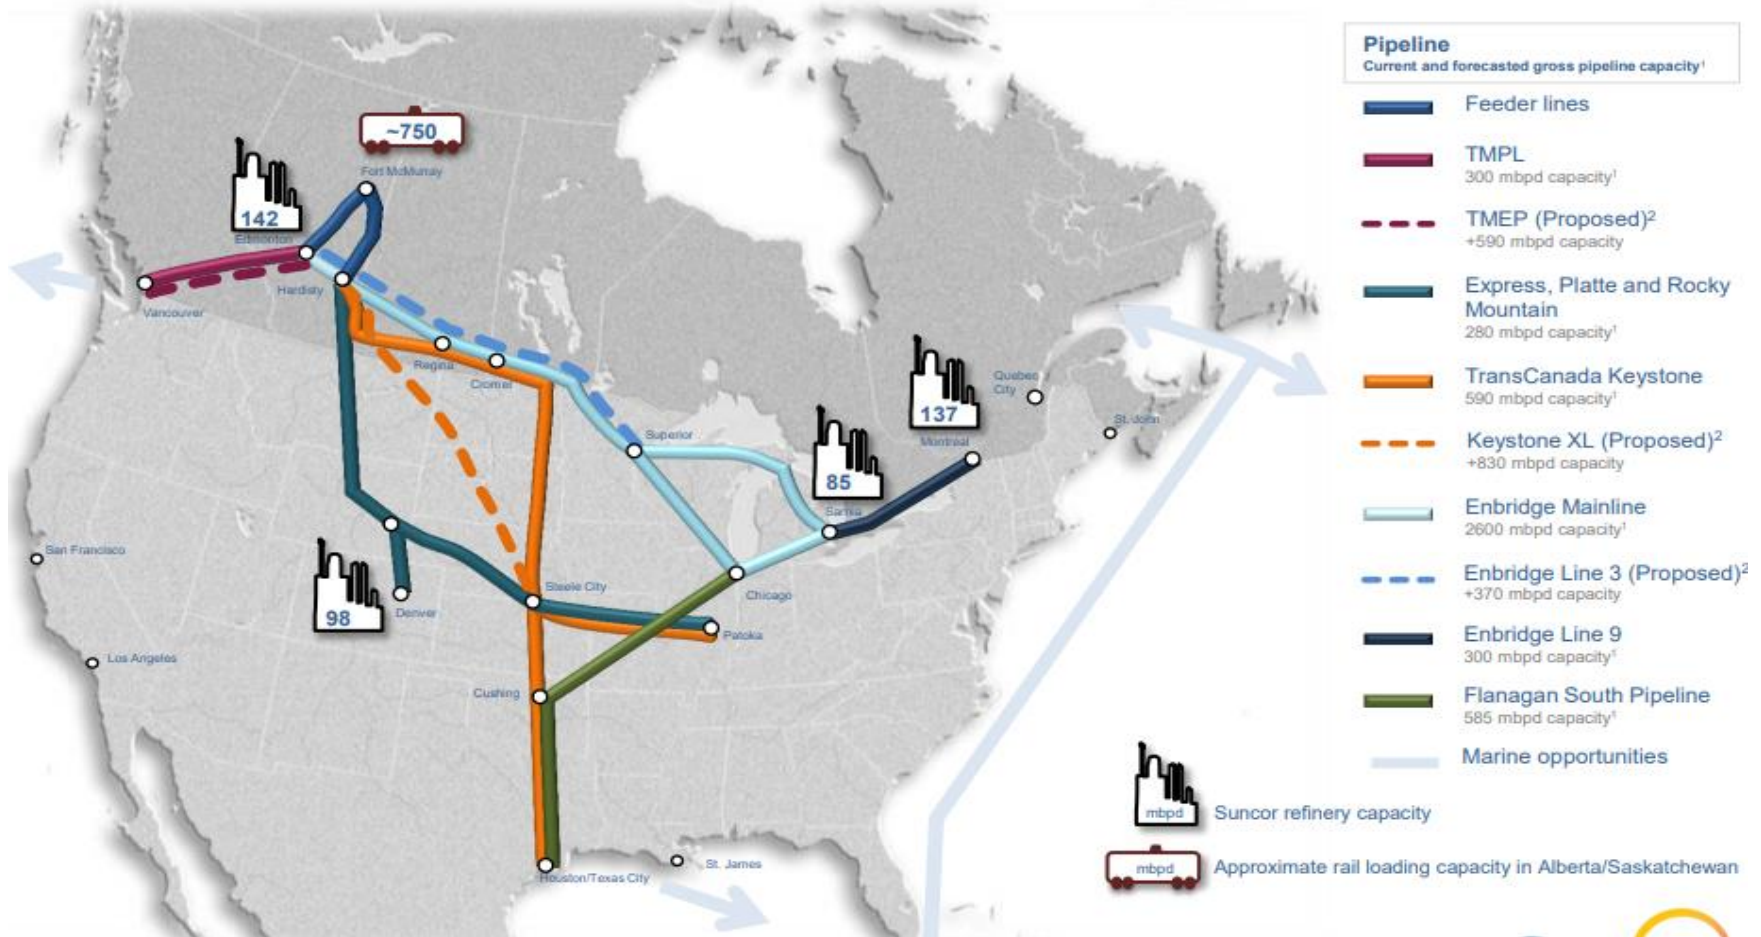 Pipeline
Current and forecasted gross pipeline capacity¹
Feeder lines
TMPL
300 mbpd capacity¹
TMEP (Proposed)²
+590 mbpd capacity
Express, Platte and Rocky
Mountain
280 mbpd capacity¹
TransCanada Keystone
590 mbpd capacity¹
Keystone XL (Proposed)²
+830 mbpd capacity
Enbridge Mainline
2600 mbpd capacity¹
Enbridge Line 3 (Proposed)²
+370 mbpd capacity
Enbridge Line 9
300 mbpd capacity¹
Flanagan South Pipeline
585 mbpd capacity¹
Marine opportunities
mbpd
Suncor refinery capacity
mbpd
Approximate rail loading capacity in Alberta/Saskatchewan
~750
Fort McMurray
142
Edmonton
Hardisty
Vancouver
Regina
Cromer
137
Montreal
Quebec
City
St. John
Superior
85
Sarnia
San Francisco
98
Denver
Steele City
Chicago
Patoka
Los Angeles
Cushing
Houston/Texas City
St. James